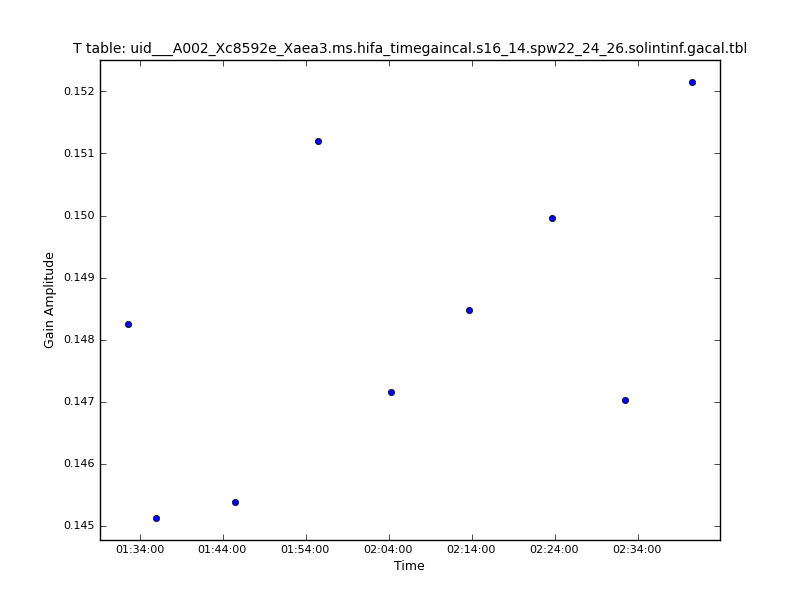 T table: uid___A002_Xc8592e_Xaea3.ms.hifa_timegaincal.s16_14.spw22_24_26.solintinf.gacal.tbl
0.152
0.151
0.150
0.149
0.148
0.147
0.146
0.145
Gain Amplitude
01:34:00 01:44:00 01:54:00 02:04:00 02:14:00 02:24:00 02:34:00
Time